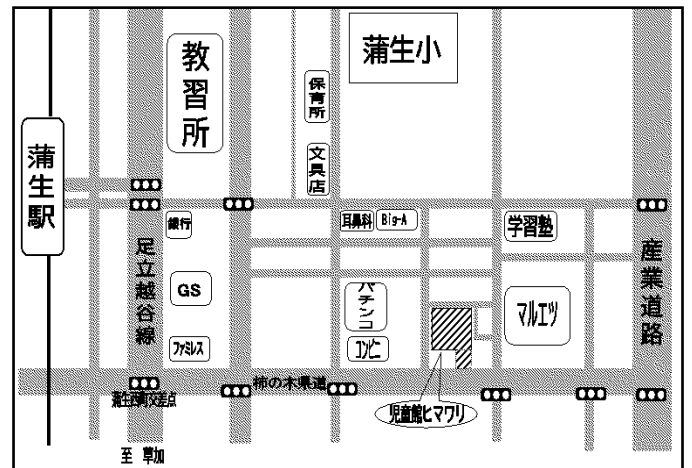 蒲生小
教習所
保育所
文具店
蒲生駅
銀行
耳鼻科
Big-A
学習塾
足立越谷線
産業道路
GS
パチンコ
マルエツ
ファミレス
コンビニ
柿の木県道
蒲生西町交差点
児童館ヒマワリ
至 草加